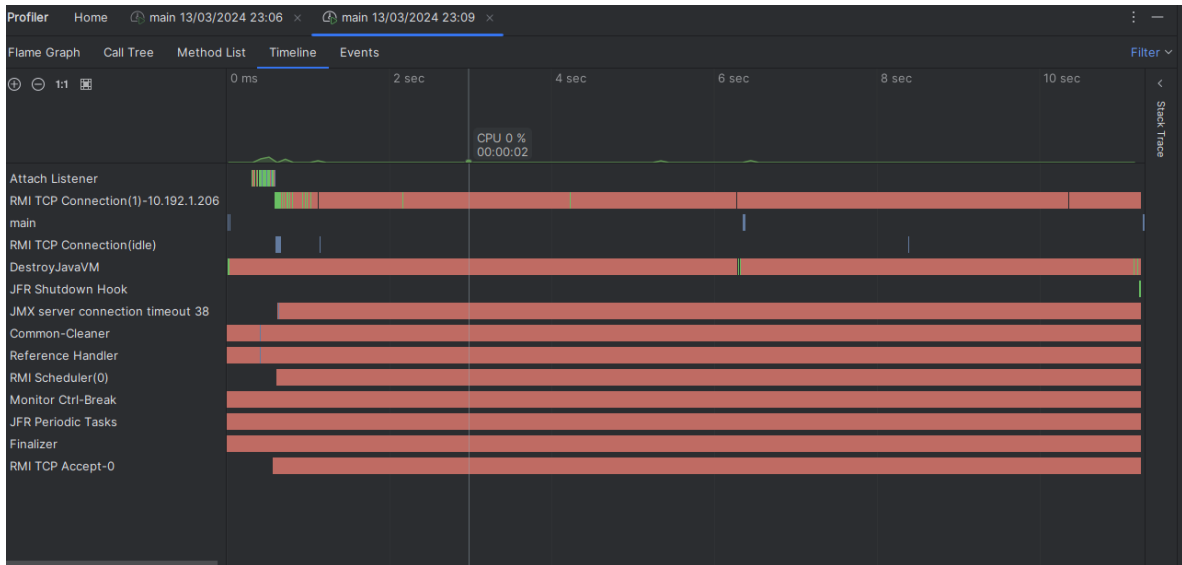 Profiler Home main 13/03/2024 23:06 × main 13/03/2024 23:09 ×
Flame Graph Call Tree Method List Timeline Events Filter
1:1 0 ms 2 sec 4 sec 6 sec 8 sec 10 sec
Stack Trace
CPU 0 %
00:00:02
Attach Listener
RMI TCP Connection(1)-10.192.1.206
main
RMI TCP Connection(idle)
DestroyJavaVM
JFR Shutdown Hook
JMX server connection timeout 38
Common-Cleaner
Reference Handler
RMI Scheduler(0)
Monitor Ctrl-Break
JFR Periodic Tasks
Finalizer
RMI TCP Accept-0